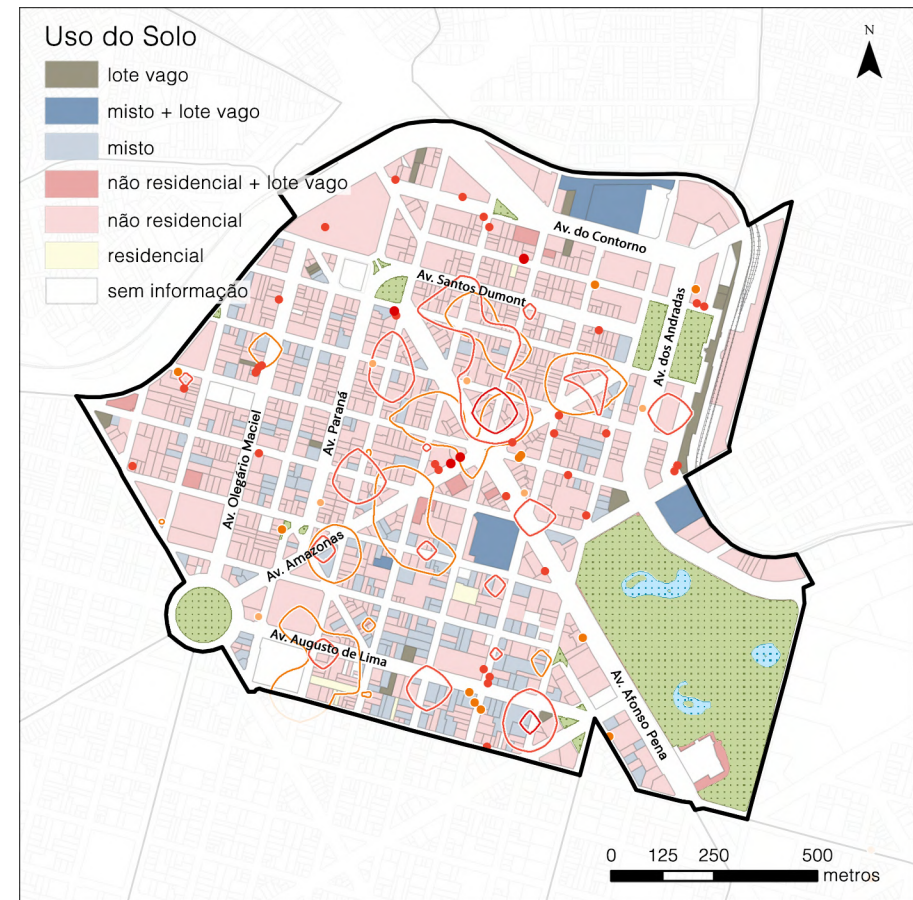 Uso do Solo
lote vago
misto + lote vago
misto
não residencial + lote vago
não residencial
residencial
sem informação
N
Av. do Contorno
Av. Santos Dumont
Av. dos Andradas
Av. Paraná
Av. Olegário Maciel
Av. Amazonas
Av. Augusto de Lima
Av. Afonso Pena
0 125 250 500
metros